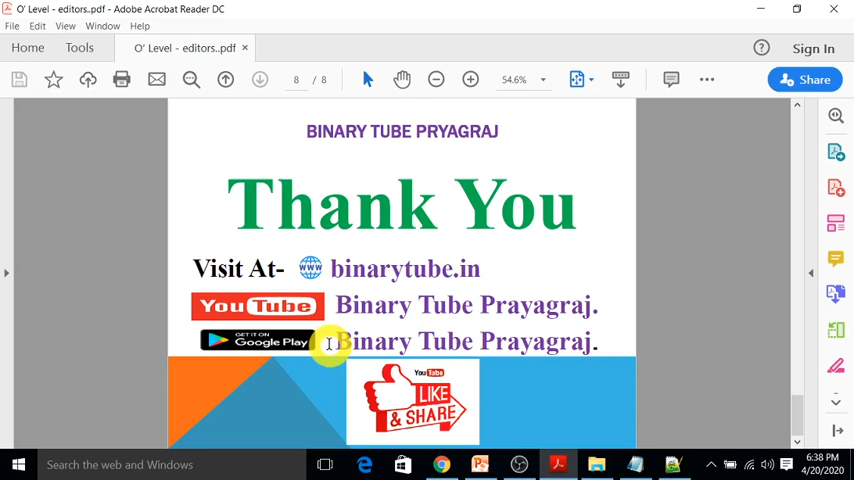 O' Level - editors..pdf - Adobe Acrobat Reader DC
File Edit View Window Help
Home Tools O' Level - editors..pdf × Sign In
8 / 8 54.6% Share
BINARY TUBE PRYAGRAJ
Thank You
Visit At- www binarytube.in
YouTube Binary Tube Prayagraj.
GET IT ON
Google Play Binary Tube Prayagraj.
YouTube
LIKE
& SHARE
Search the web and Windows
6:38 PM
4/20/2020